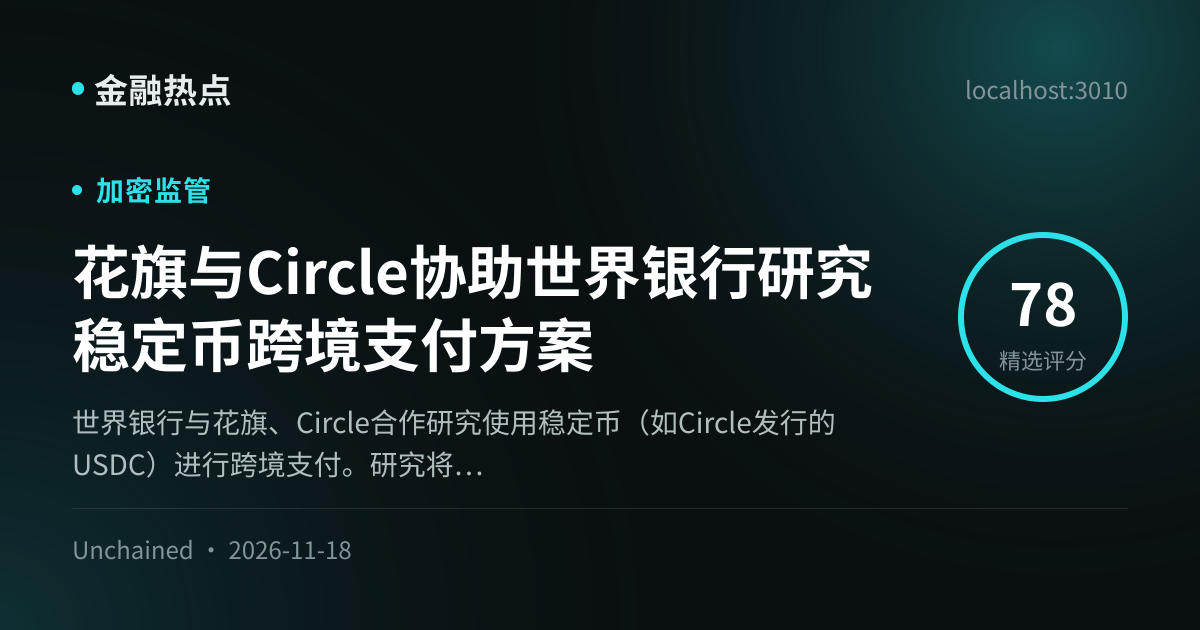 金融热点
localhost:3010
加密监管
花旗与Circle协助世界银行研究
稳定币跨境支付方案
78
精选评分
世界银行与花旗、Circle合作研究使用稳定币（如Circle发行的
USDC）进行跨境支付。研究将…
Unchained • 2026-11-18